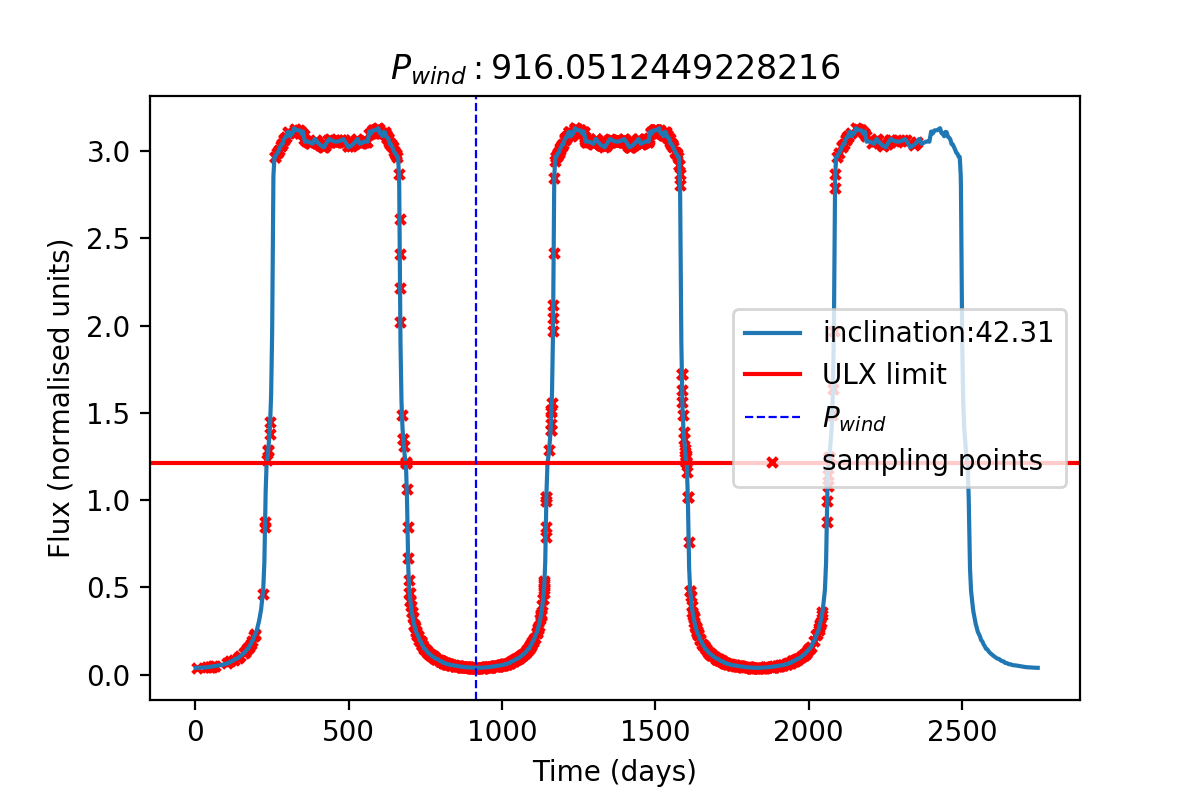 P_wind : 916.0512449228216
3.0
2.5
2.0
1.5
1.0
0.5
0.0
Flux (normalised units)
inclination:42.31
ULX limit
P_wind
sampling points
0 500 1000 1500 2000 2500
Time (days)